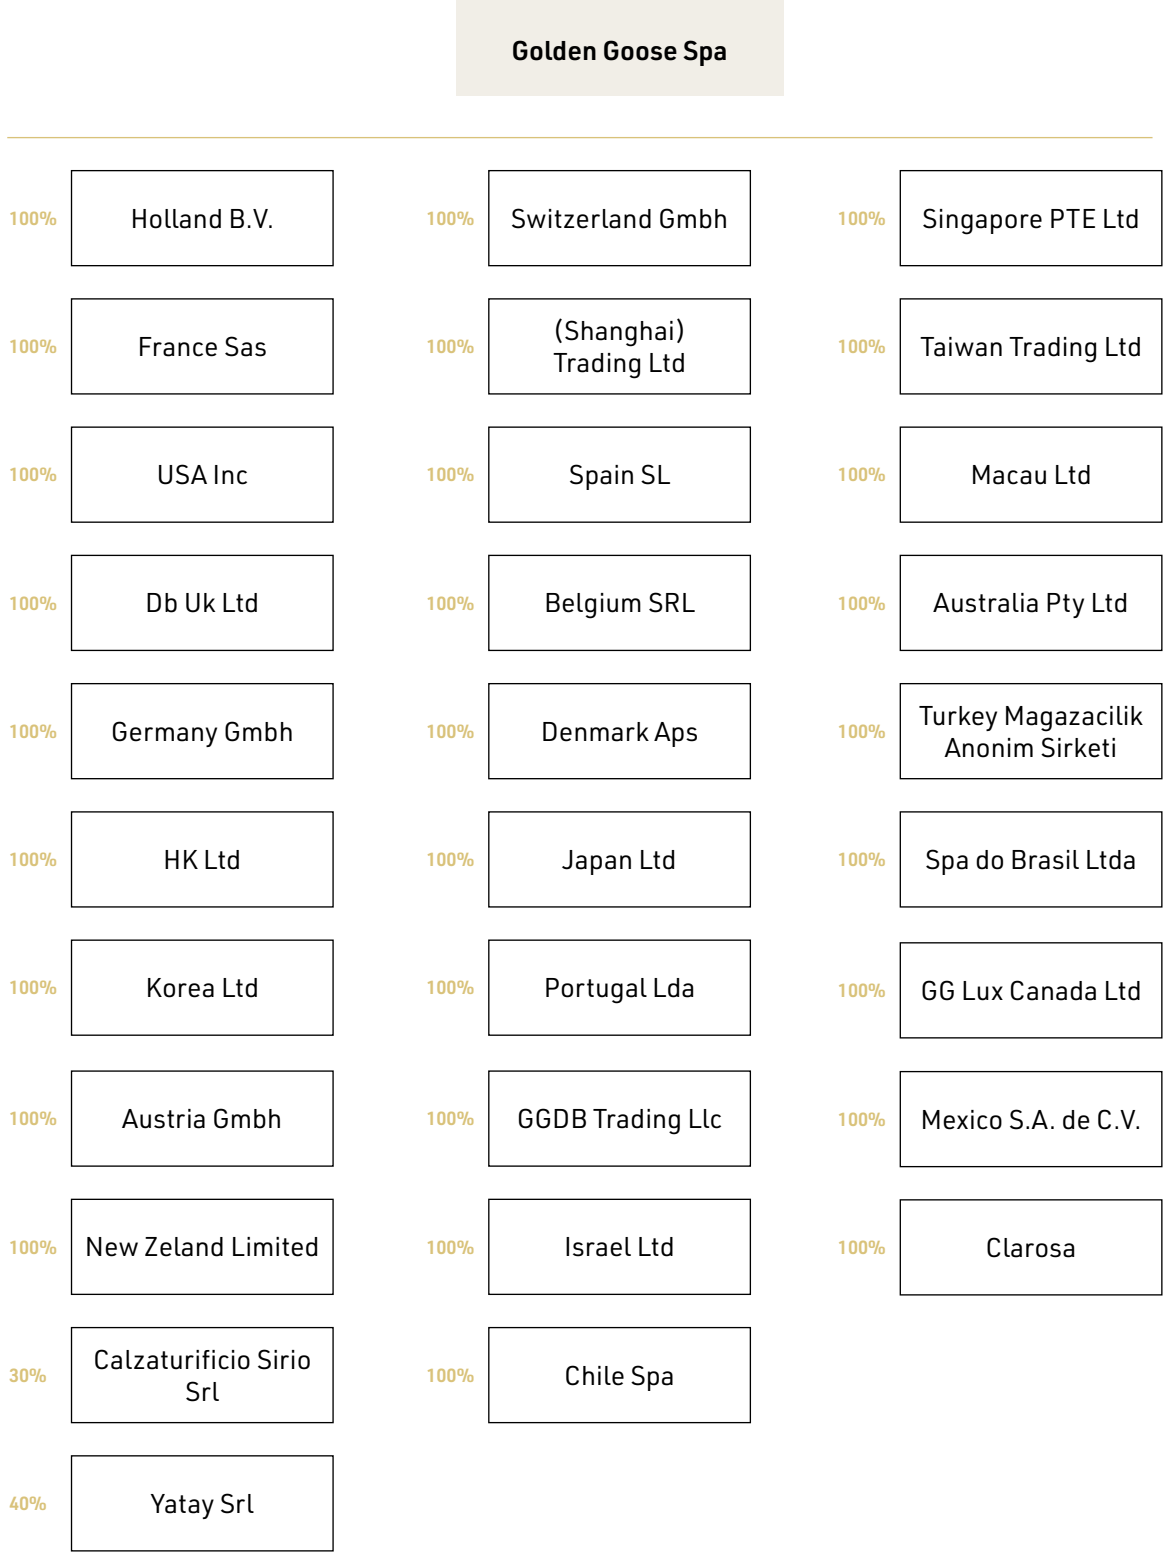 Golden Goose Spa
100%
Holland B.V.
100%
Switzerland Gmbh
100%
Singapore PTE Ltd
100%
France Sas
100%
(Shanghai)
Trading Ltd
100%
Taiwan Trading Ltd
100%
USA Inc
100%
Spain SL
100%
Macau Ltd
100%
Db Uk Ltd
100%
Belgium SRL
100%
Australia Pty Ltd
100%
Germany Gmbh
100%
Denmark Aps
100%
Turkey Magazacilik
Anonim Sirketi
100%
HK Ltd
100%
Japan Ltd
100%
Spa do Brasil Ltda
100%
Korea Ltd
100%
Portugal Lda
100%
GG Lux Canada Ltd
100%
Austria Gmbh
100%
GGDB Trading Llc
100%
Mexico S.A. de C.V.
100%
New Zeland Limited
100%
Israel Ltd
100%
Clarosa
30%
Calzaturificio Sirio
Srl
100%
Chile Spa
40%
Yatay Srl